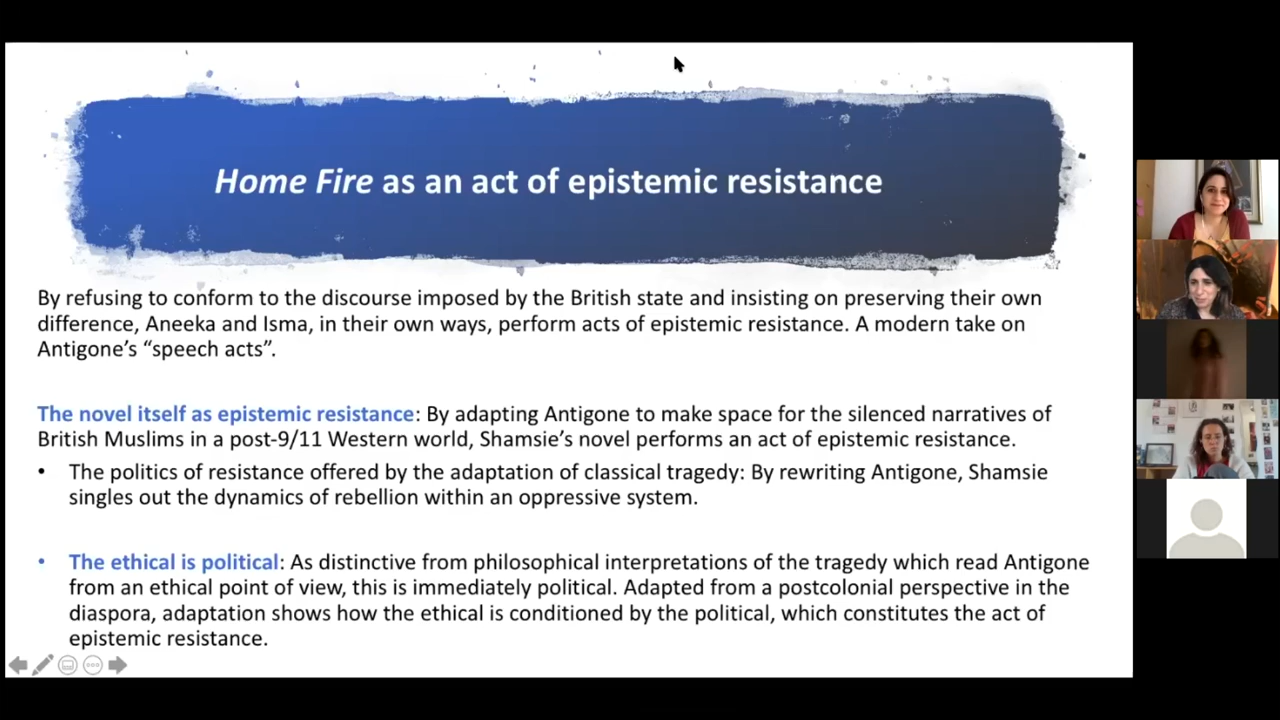 Home Fire as an act of epistemic resistance
By refusing to conform to the discourse imposed by the British state and insisting on preserving their own
difference, Aneeka and Isma, in their own ways, perform acts of epistemic resistance. A modern take on
Antigone’s “speech acts”.
The novel itself as epistemic resistance: By adapting Antigone to make space for the silenced narratives of
British Muslims in a post-9/11 Western world, Shamsie’s novel performs an act of epistemic resistance.
• The politics of resistance offered by the adaptation of classical tragedy: By rewriting Antigone, Shamsie
singles out the dynamics of rebellion within an oppressive system.
• The ethical is political: As distinctive from philosophical interpretations of the tragedy which read Antigone
from an ethical point of view, this is immediately political. Adapted from a postcolonial perspective in the
diaspora, adaptation shows how the ethical is conditioned by the political, which constitutes the act of
epistemic resistance.